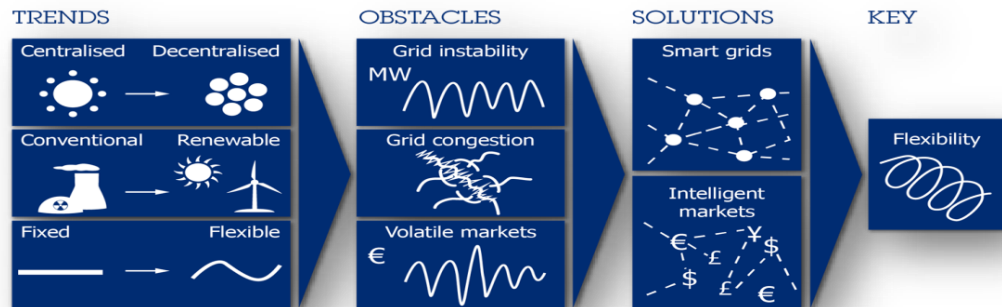 TRENDS
OBSTACLES
SOLUTIONS
KEY
Centralised
Decentralised
Conventional
Renewable
Fixed
Flexible
Grid instability
MW
Grid congestion
Volatile markets
€
Smart grids
Intelligent
markets
€ ¥ $
$ £ £ €
Flexibility